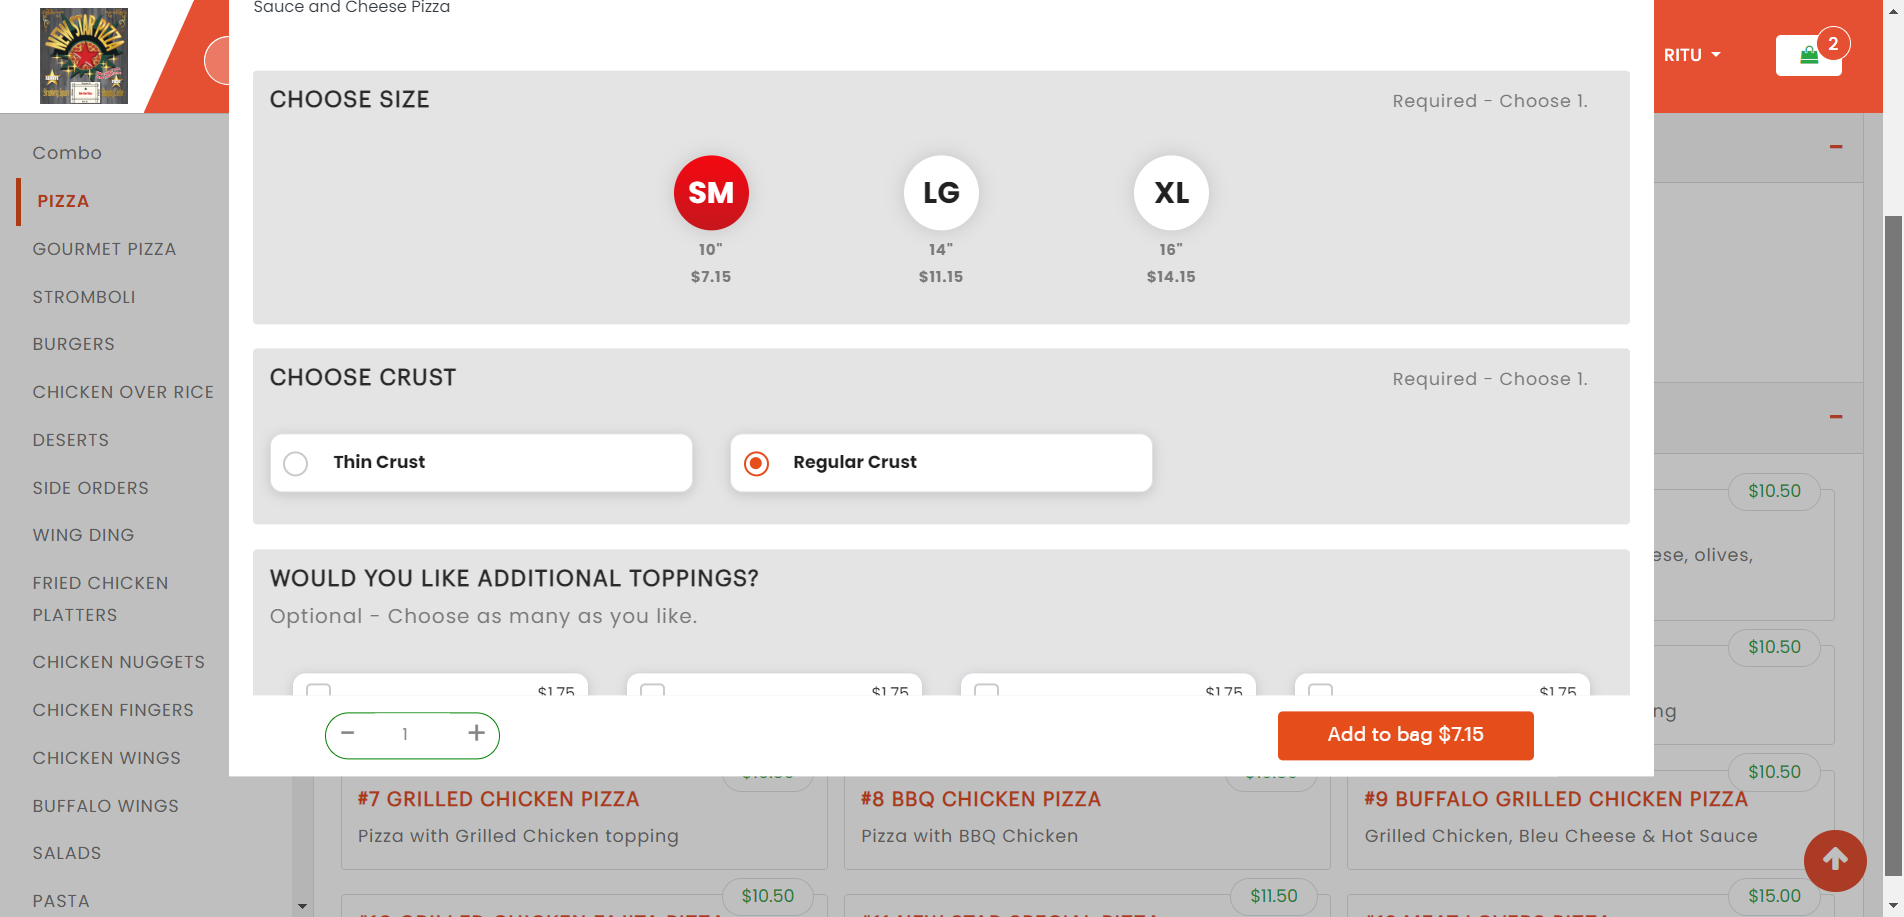 Sauce and Cheese Pizza
NEW STAR PIZZA
RITU
2
CHOOSE SIZE
Required - Choose 1.
SM
LG
XL
10"
14"
16"
$7.15
$11.15
$14.15
CHOOSE CRUST
Required - Choose 1.
Thin Crust
Regular Crust
WOULD YOU LIKE ADDITIONAL TOPPINGS?
Optional - Choose as many as you like.
$1.75
$1.75
$1.75
$1.75
- 1 +
Add to bag $7.15
Combo
PIZZA
GOURMET PIZZA
STROMBOLI
BURGERS
CHICKEN OVER RICE
DESERTS
SIDE ORDERS
WING DING
FRIED CHICKEN
PLATTERS
CHICKEN NUGGETS
CHICKEN FINGERS
CHICKEN WINGS
BUFFALO WINGS
SALADS
PASTA
$10.50
ese, olives,
$10.50
ng
$10.50
#7 GRILLED CHICKEN PIZZA
Pizza with Grilled Chicken topping
#8 BBQ CHICKEN PIZZA
Pizza with BBQ Chicken
#9 BUFFALO GRILLED CHICKEN PIZZA
Grilled Chicken, Bleu Cheese & Hot Sauce
$10.50
$11.50
$15.00